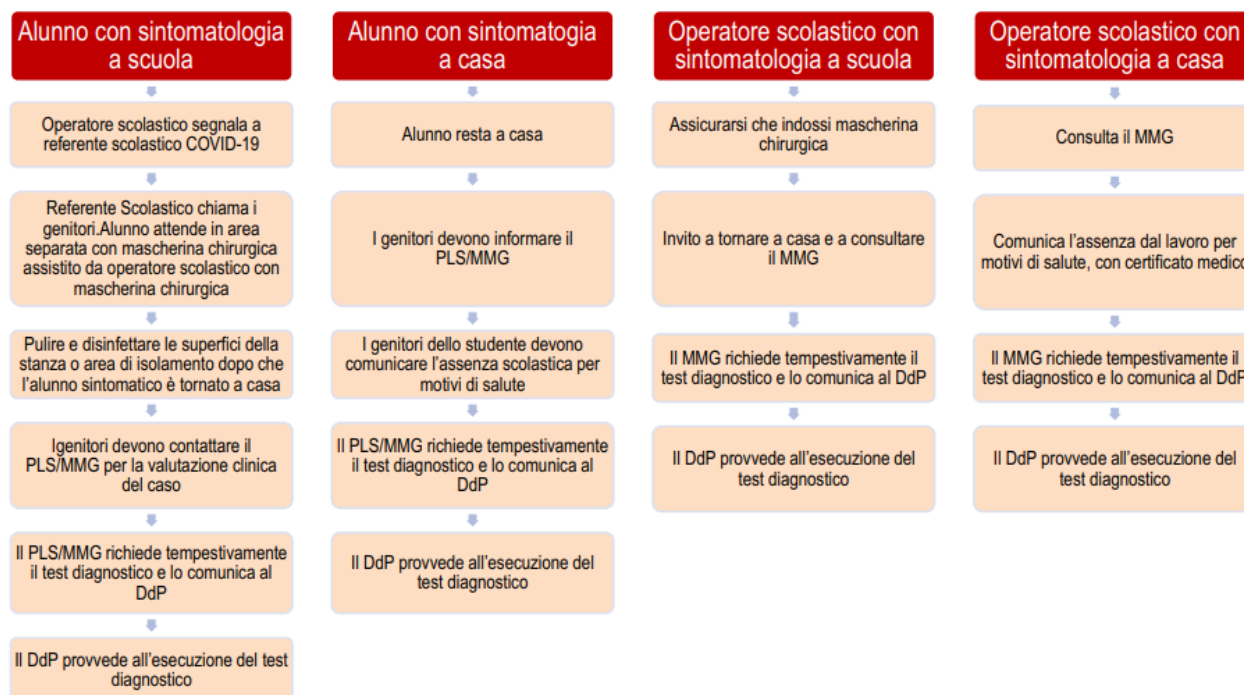 Alunno con sintomatologia
a scuola
Operatore scolastico segnala a
referente scolastico COVID-19
Referente Scolastico chiama i
genitori.Alunno attende in area
separata con mascherina chirurgica
assistito da operatore scolastico con
mascherina chirurgica
Pulire e disinfettare le superfici della
stanza o area di isolamento dopo che
l'alunno sintomatico è tornato a casa
Igenitori devono contattare il
PLS/MMG per la valutazione clinica
del caso
Il PLS/MMG richiede tempestivamente
il test diagnostico e lo comunica al
DdP
Il DdP provvede all'esecuzione del test
diagnostico
Alunno con sintomatogia
a casa
Alunno resta a casa
I genitori devono informare il
PLS/MMG
I genitori dello studente devono
comunicare l'assenza scolastica per
motivi di salute
Il PLS/MMG richiede tempestivamente
il test diagnostico e lo comunica al
DdP
Il DdP provvede all'esecuzione del
test diagnostico
Operatore scolastico con
sintomatologia a scuola
Assicurarsi che indossi mascherina
chirurgica
Invito a tornare a casa e a consultare
il MMG
Il MMG richiede tempestivamente il
test diagnostico e lo comunica al DdP
Il DdP provvede all'esecuzione del
test diagnostico
Operatore scolastico con
sintomatologia a casa
Consulta il MMG
Comunica l'assenza dal lavoro per
motivi di salute, con certificato medico
Il MMG richiede tempestivamente il
test diagnostico e lo comunica al DdP
Il DdP provvede all'esecuzione del
test diagnostico